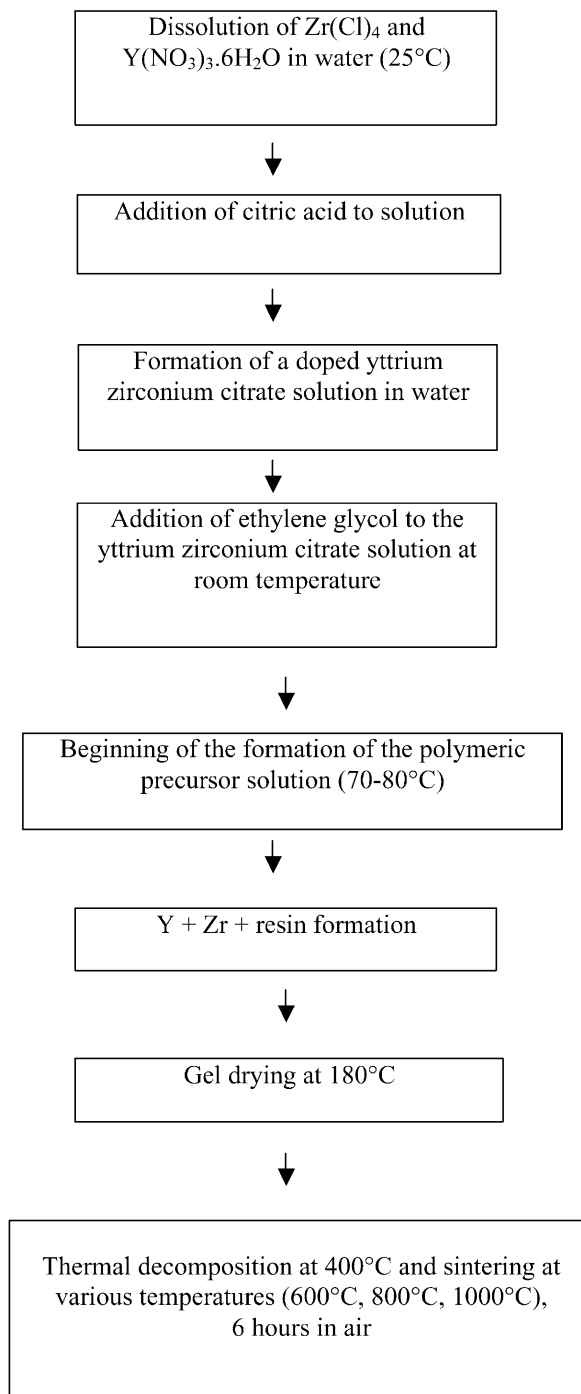 Dissolution of Zr(Cl)₄ and
Y(NO₃)₃.6H₂O in water (25°C)
Addition of citric acid to solution
Formation of a doped yttrium
zirconium citrate solution in water
Addition of ethylene glycol to the
yttrium zirconium citrate solution at
room temperature
Beginning of the formation of the polymeric
precursor solution (70-80°C)
Y + Zr + resin formation
Gel drying at 180°C
Thermal decomposition at 400°C and sintering at
various temperatures (600°C, 800°C, 1000°C),
6 hours in air